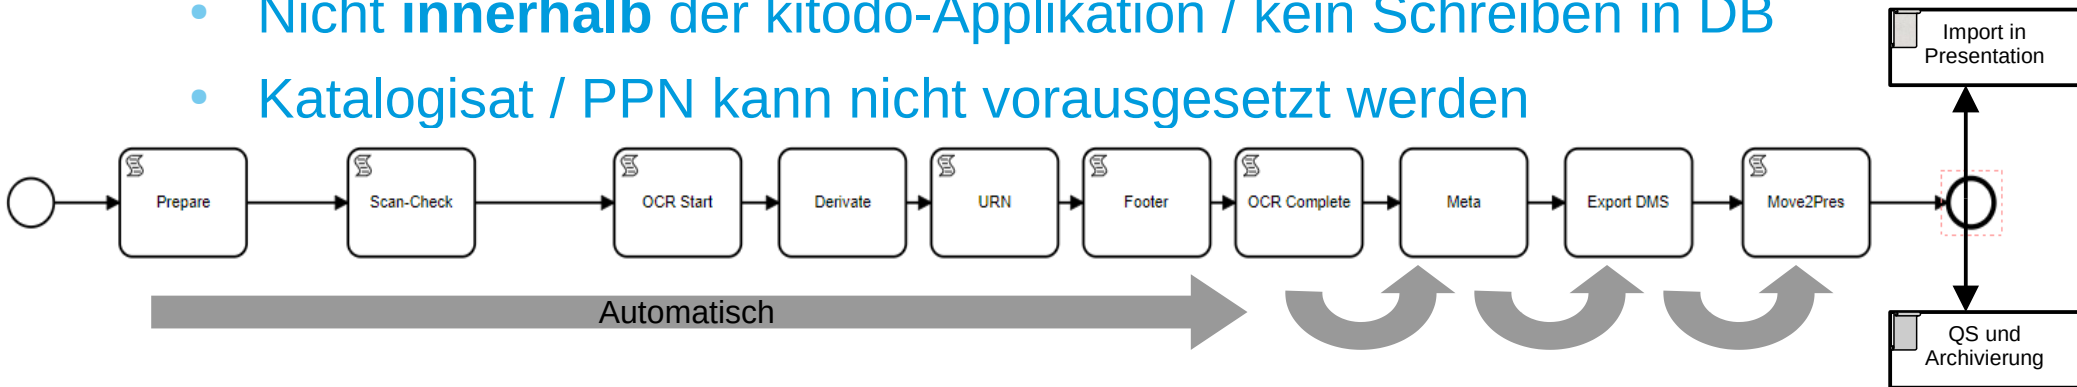 Nicht innerhalb der kitodo-Applikation / kein Schreiben in DB
Katalogisat / PPN kann nicht vorausgesetzt werden
Import in
Presentation
Prepare
Scan-Check
OCR Start
Derivate
URN
Footer
OCR Complete
Meta
Export DMS
Move2Pres
Automatisch
QS und
Archivierung